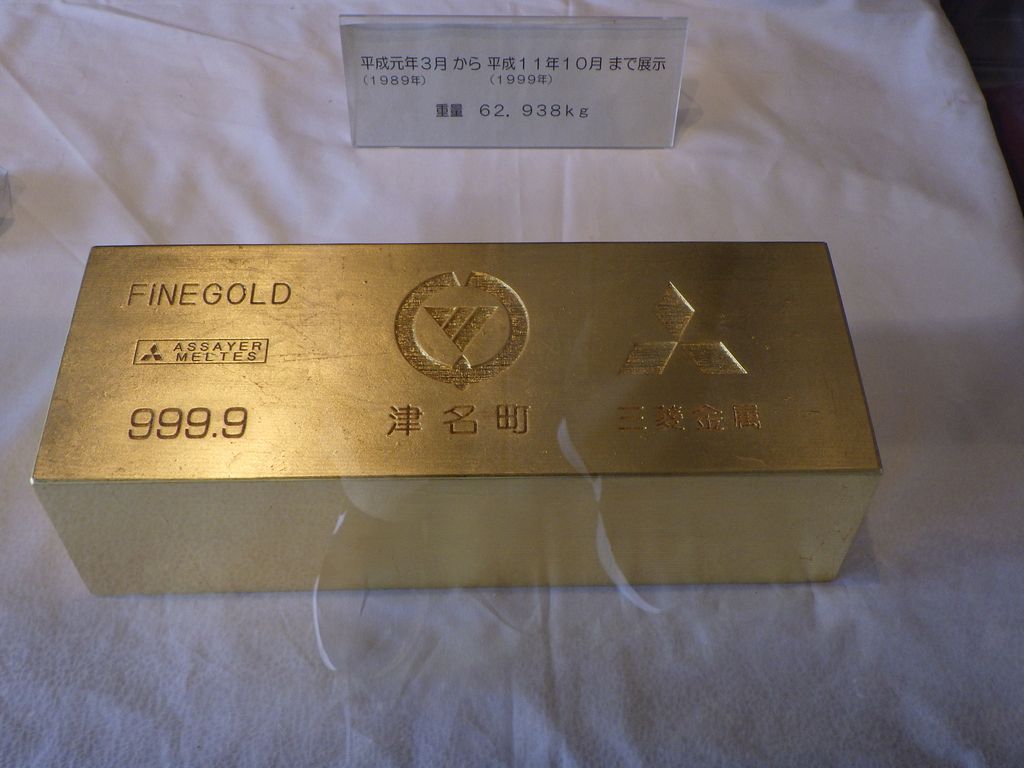 平成元年3月 から 平成11年10月 まで展示
(1989年) (1999年)
重量 62．938kg
FINEGOLD
ASSAYER
MELTES
999.9
津名町
三菱金属